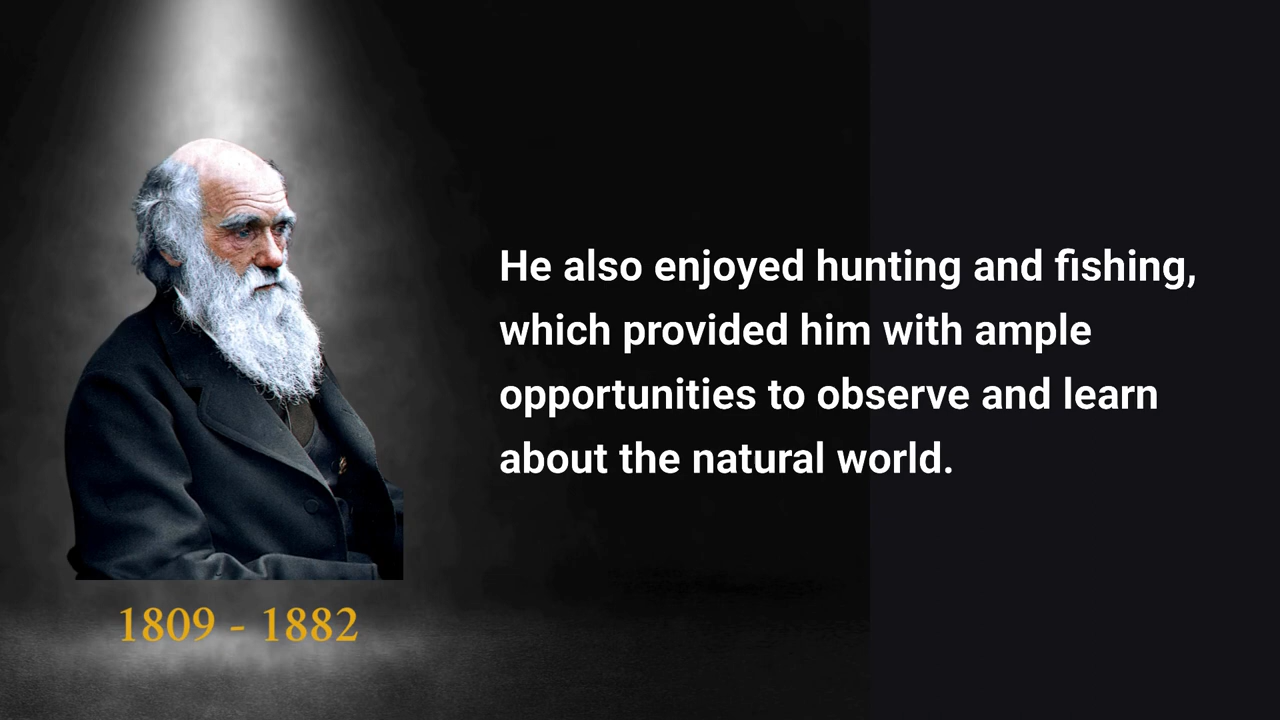 He also enjoyed hunting and fishing,
which provided him with ample
opportunities to observe and learn
about the natural world.
1809 - 1882